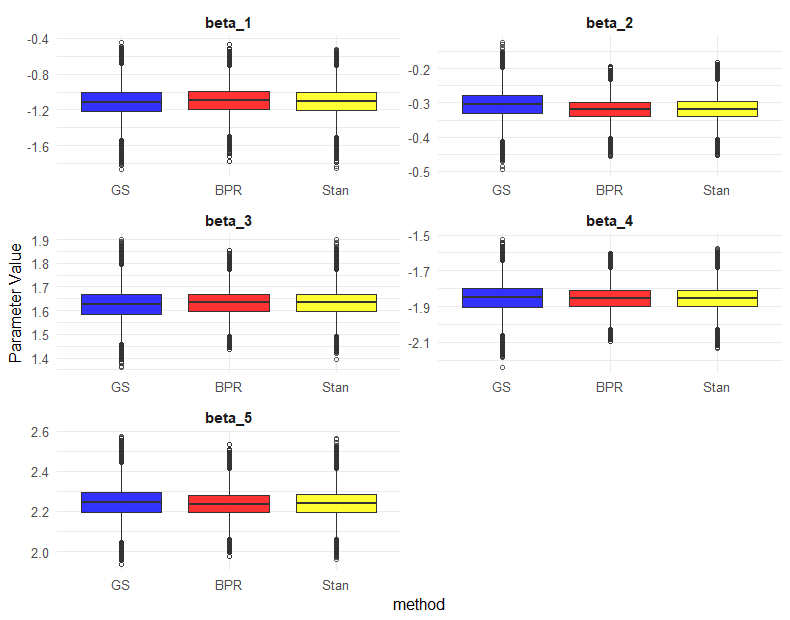 beta_1
-0.4
-0.8
-1.2
-1.6
GS BPR Stan
beta_2
-0.2
-0.3
-0.4
-0.5
GS BPR Stan
Parameter Value
beta_3
1.9
1.8
1.7
1.6
1.5
1.4
GS BPR Stan
beta_4
-1.5
-1.7
-1.9
-2.1
GS BPR Stan
beta_5
2.6
2.4
2.2
2.0
GS BPR Stan
method